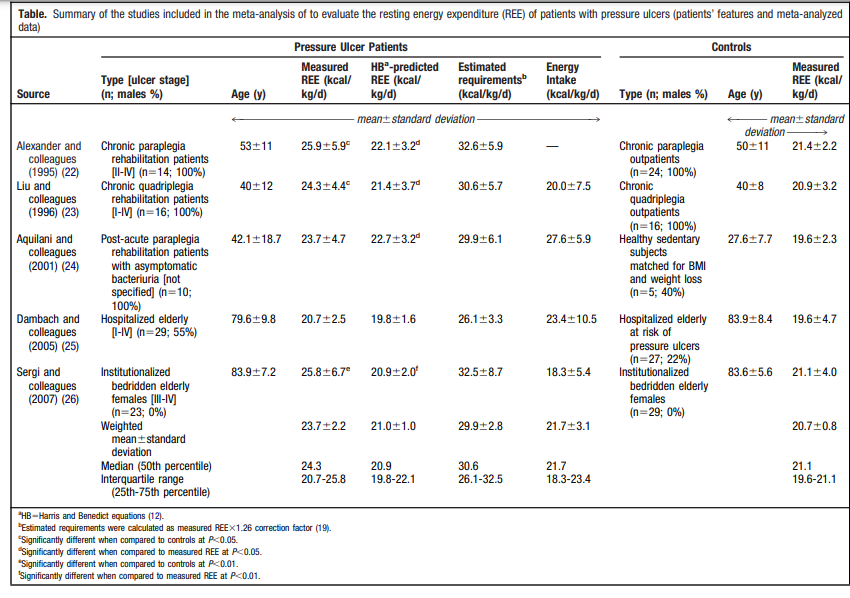 Table. Summary of the studies included in the meta-analysis of to evaluate the resting energy expenditure (REE) of patients with pressure ulcers (patients' features and meta-analyzed
data)
Pressure Ulcer Patients Controls
Measured HBa-predicted Estimated Energy Measured
Type [ulcer stage] REE (kcal/ REE (kcal/ requirementsb Intake REE (kcal/
Source (n; males %) Age (y) kg/d) kg/d) (kcal/kg/d) (kcal/kg/d) Type (n; males %) Age (y) kg/d)
←mean±standard deviation→ ← mean±standard
deviation→
Alexander and Chronic paraplegia 53±11 25.9±5.9c 22.1±3.2d 32.6±5.9 — Chronic paraplegia 50±11 21.4±2.2
colleagues rehabilitation patients outpatients
(1995) (22) [II-IV] (n=14; 100%) (n=24; 100%)
Liu and Chronic quadriplegia 40±12 24.3±4.4c 21.4±3.7d 30.6±5.7 20.0±7.5 Chronic 40±8 20.9±3.2
colleagues rehabilitation patients quadriplegia
(1996) (23) [I-IV] (n=16; 100%) outpatients
(n=16; 100%)
Aquilani and Post-acute paraplegia 42.1±18.7 23.7±4.7 22.7±3.2d 29.9±6.1 27.6±5.9 Healthy sedentary 27.6±7.7 19.6±2.3
colleagues rehabilitation patients subjects
(2001) (24) with asymptomatic matched for BMI
bacteriuria [not and weight loss
specified] (n=10; (n=5; 40%)
100%)
Dambach and Hospitalized elderly 79.6±9.8 20.7±2.5 19.8±1.6 26.1±3.3 23.4±10.5 Hospitalized elderly 83.9±8.4 19.6±4.7
colleagues [I-IV] (n=29; 55%) at risk of
(2005) (25) pressure ulcers
(n=27; 22%)
Sergi and Institutionalized 83.9±7.2 25.8±6.7e 20.9±2.0f 32.5±8.7 18.3±5.4 Institutionalized 83.6±5.6 21.1±4.0
colleagues bedridden elderly bedridden elderly
(2007) (26) females [III-IV] females
(n=23; 0%) (n=29; 0%)
Weighted 23.7±2.2 21.0±1.0 29.9±2.8 21.7±3.1 20.7±0.8
mean±standard
deviation
Median (50th percentile) 24.3 20.9 30.6 21.7 21.1
Interquartile range 20.7-25.8 19.8-22.1 26.1-32.5 18.3-23.4 19.6-21.1
(25th-75th percentile)
aHB=Harris and Benedict equations (12).
bEstimated requirements were calculated as measured REE×1.26 correction factor (19).
cSignificantly different when compared to controls at P<0.05.
dSignificantly different when compared to measured REE at P<0.05.
eSignificantly different when compared to controls at P<0.01.
fSignificantly different when compared to measured REE at P<0.01.